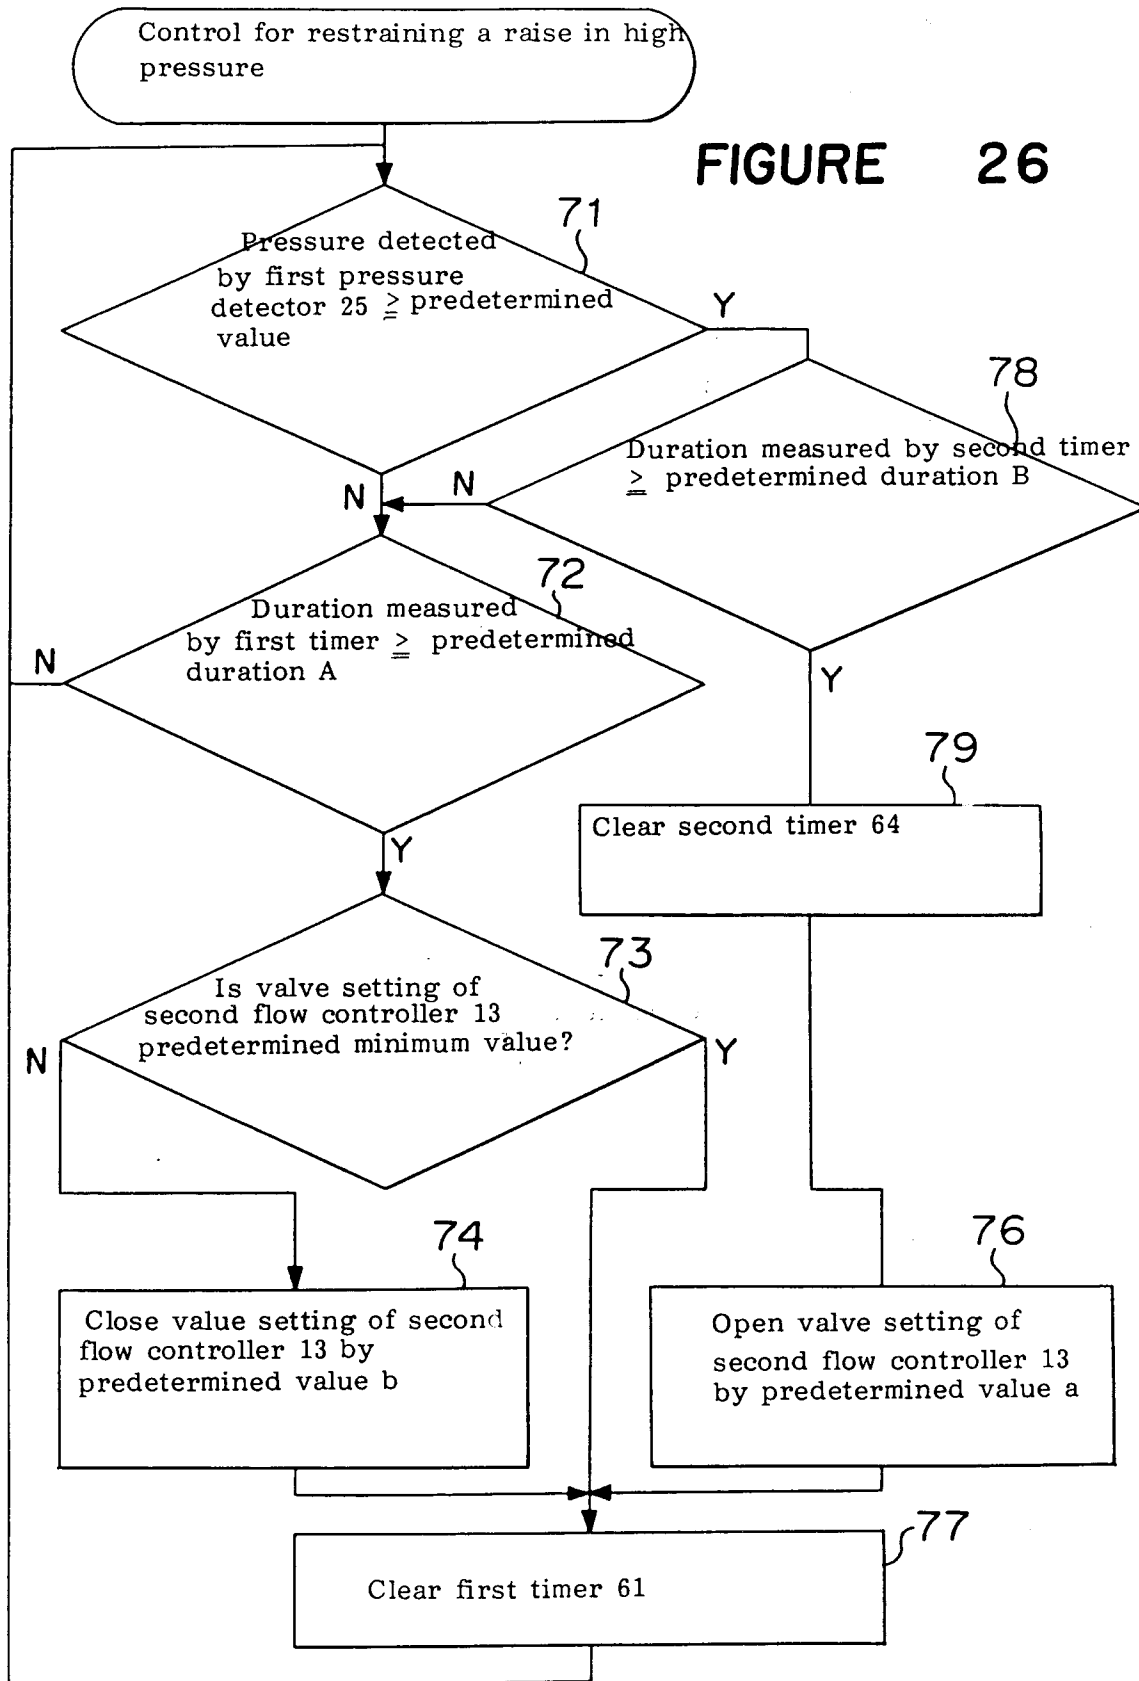 Control for restraining a raise in high
pressure
FIGURE 26
71
Pressure detected
by first pressure
detector 25 ≧ predetermined
value
Y
78
Duration measured by second timer
≧ predetermined duration B
N
N
72
Duration measured
by first timer ≧ predetermined
duration A
N
Y
Y
79
Clear second timer 64
73
Is valve setting of
second flow controller 13
predetermined minimum value?
N
Y
74
Close value setting of second
flow controller 13 by
predetermined value b
76
Open valve setting of
second flow controller 13
by predetermined value a
77
Clear first timer 61